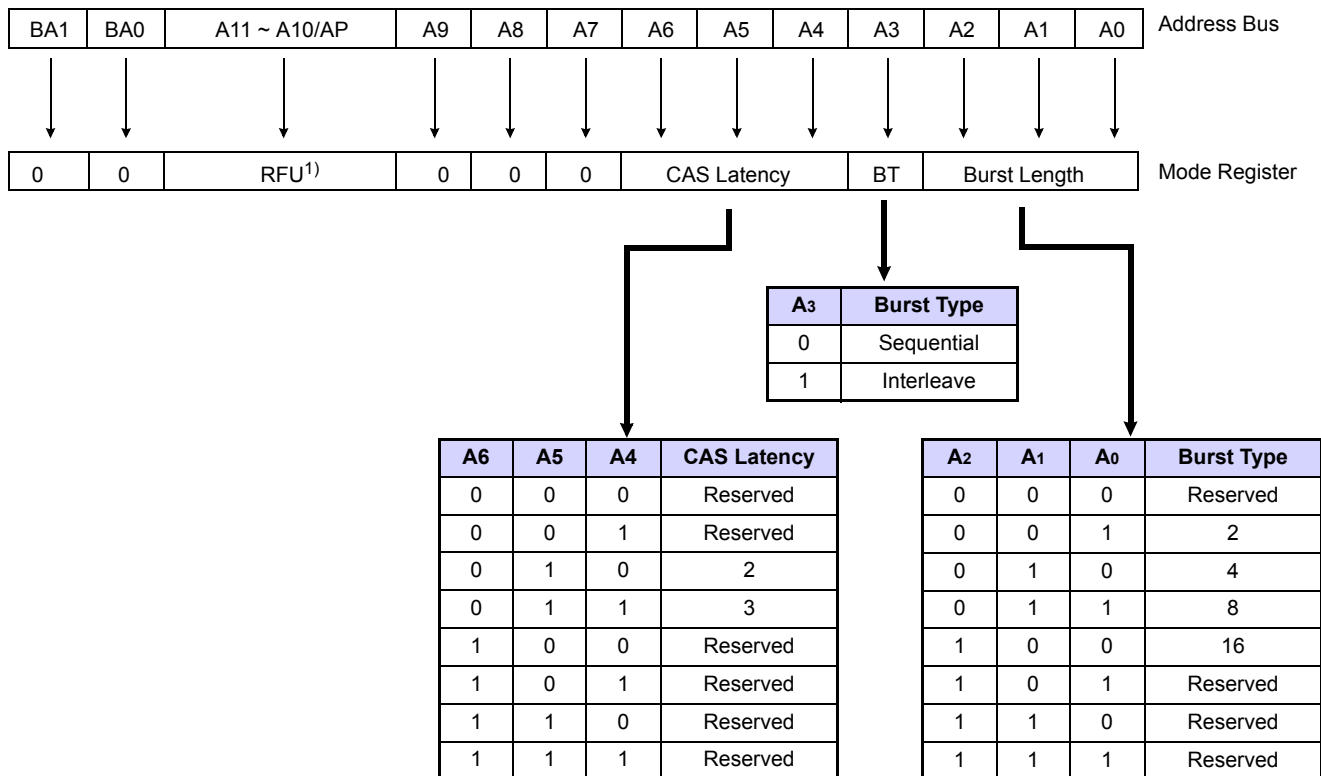 BA1 BA0 A11 ~ A10/AP A9 A8 A7 A6 A5 A4 A3 A2 A1 A0 Address Bus
0 0 RFU1) 0 0 0 CAS Latency BT Burst Length Mode Register
A3 Burst Type
0 Sequential
1 Interleave
A6 A5 A4 CAS Latency
0 0 0 Reserved
0 0 1 Reserved
0 1 0 2
0 1 1 3
1 0 0 Reserved
1 0 1 Reserved
1 1 0 Reserved
1 1 1 Reserved
A2 A1 A0 Burst Type
0 0 0 Reserved
0 0 1 2
0 1 0 4
0 1 1 8
1 0 0 16
1 0 1 Reserved
1 1 0 Reserved
1 1 1 Reserved